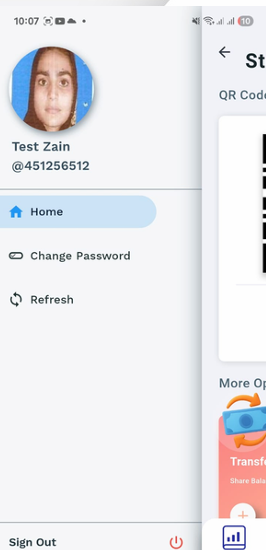 10:07
10
Test Zain
@451256512
Home
Change Password
Refresh
Sign Out
St
QR Code
More Op
Transfe
Share Bala